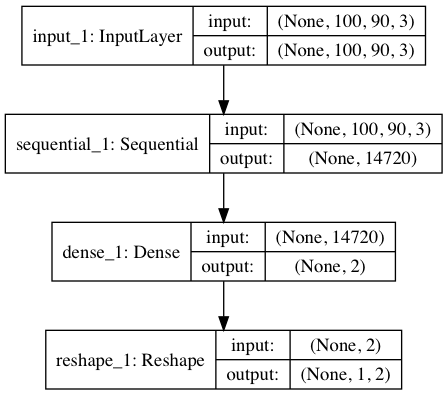 input_1: InputLayer
input: (None, 100, 90, 3)
output: (None, 100, 90, 3)
sequential_1: Sequential
input: (None, 100, 90, 3)
output: (None, 14720)
dense_1: Dense
input: (None, 14720)
output: (None, 2)
reshape_1: Reshape
input: (None, 2)
output: (None, 1, 2)